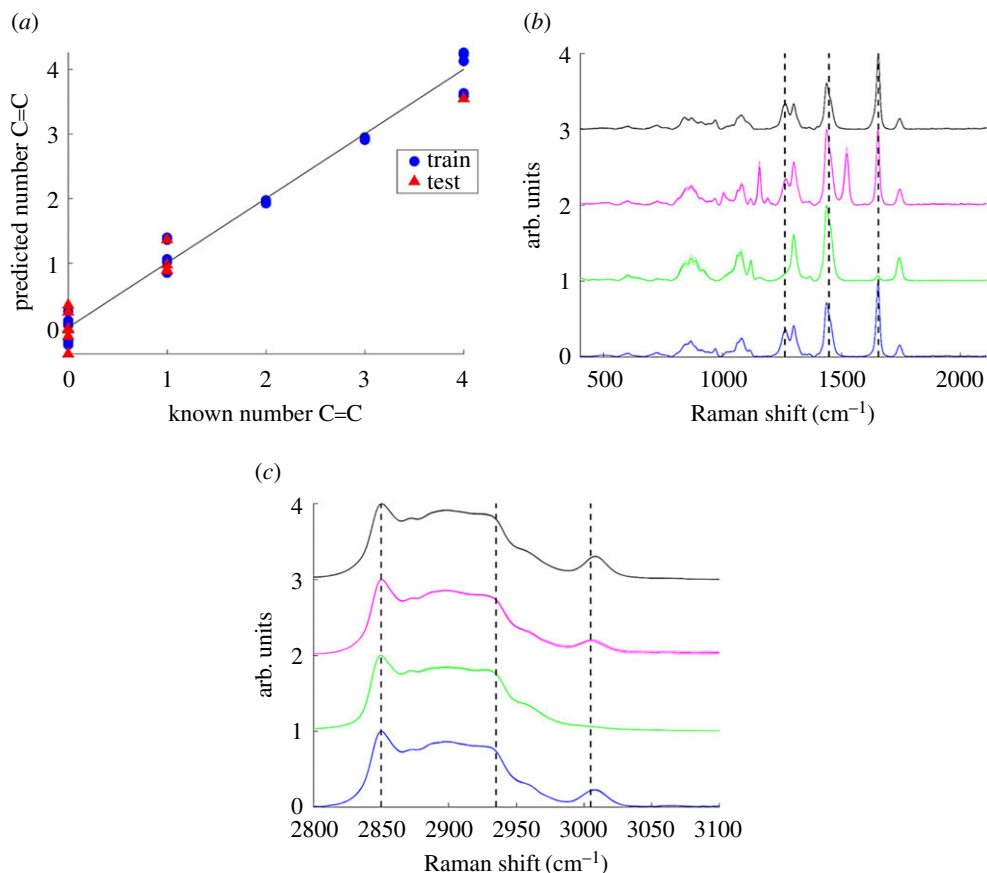 (a)
4
3
2
1
0
0 1 2 3 4
predicted number C=C
known number C=C
train
test
(b)
4
3
2
1
0
500 1000 1500 2000
arb. units
Raman shift (cm⁻¹)
(c)
4
3
2
1
0
2800 2850 2900 2950 3000 3050 3100
arb. units
Raman shift (cm⁻¹)